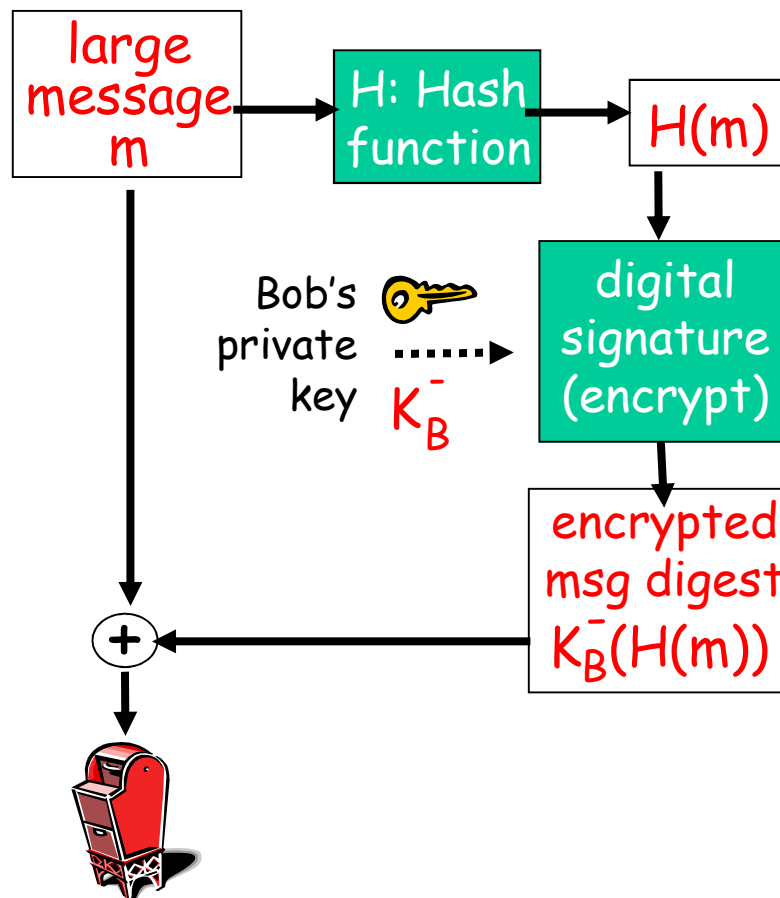 large
message
m
H: Hash
function
H(m)
Bob's
private
key
K_B^-
digital
signature
(encrypt)
encrypted
msg digest
K_B^-(H(m))
+